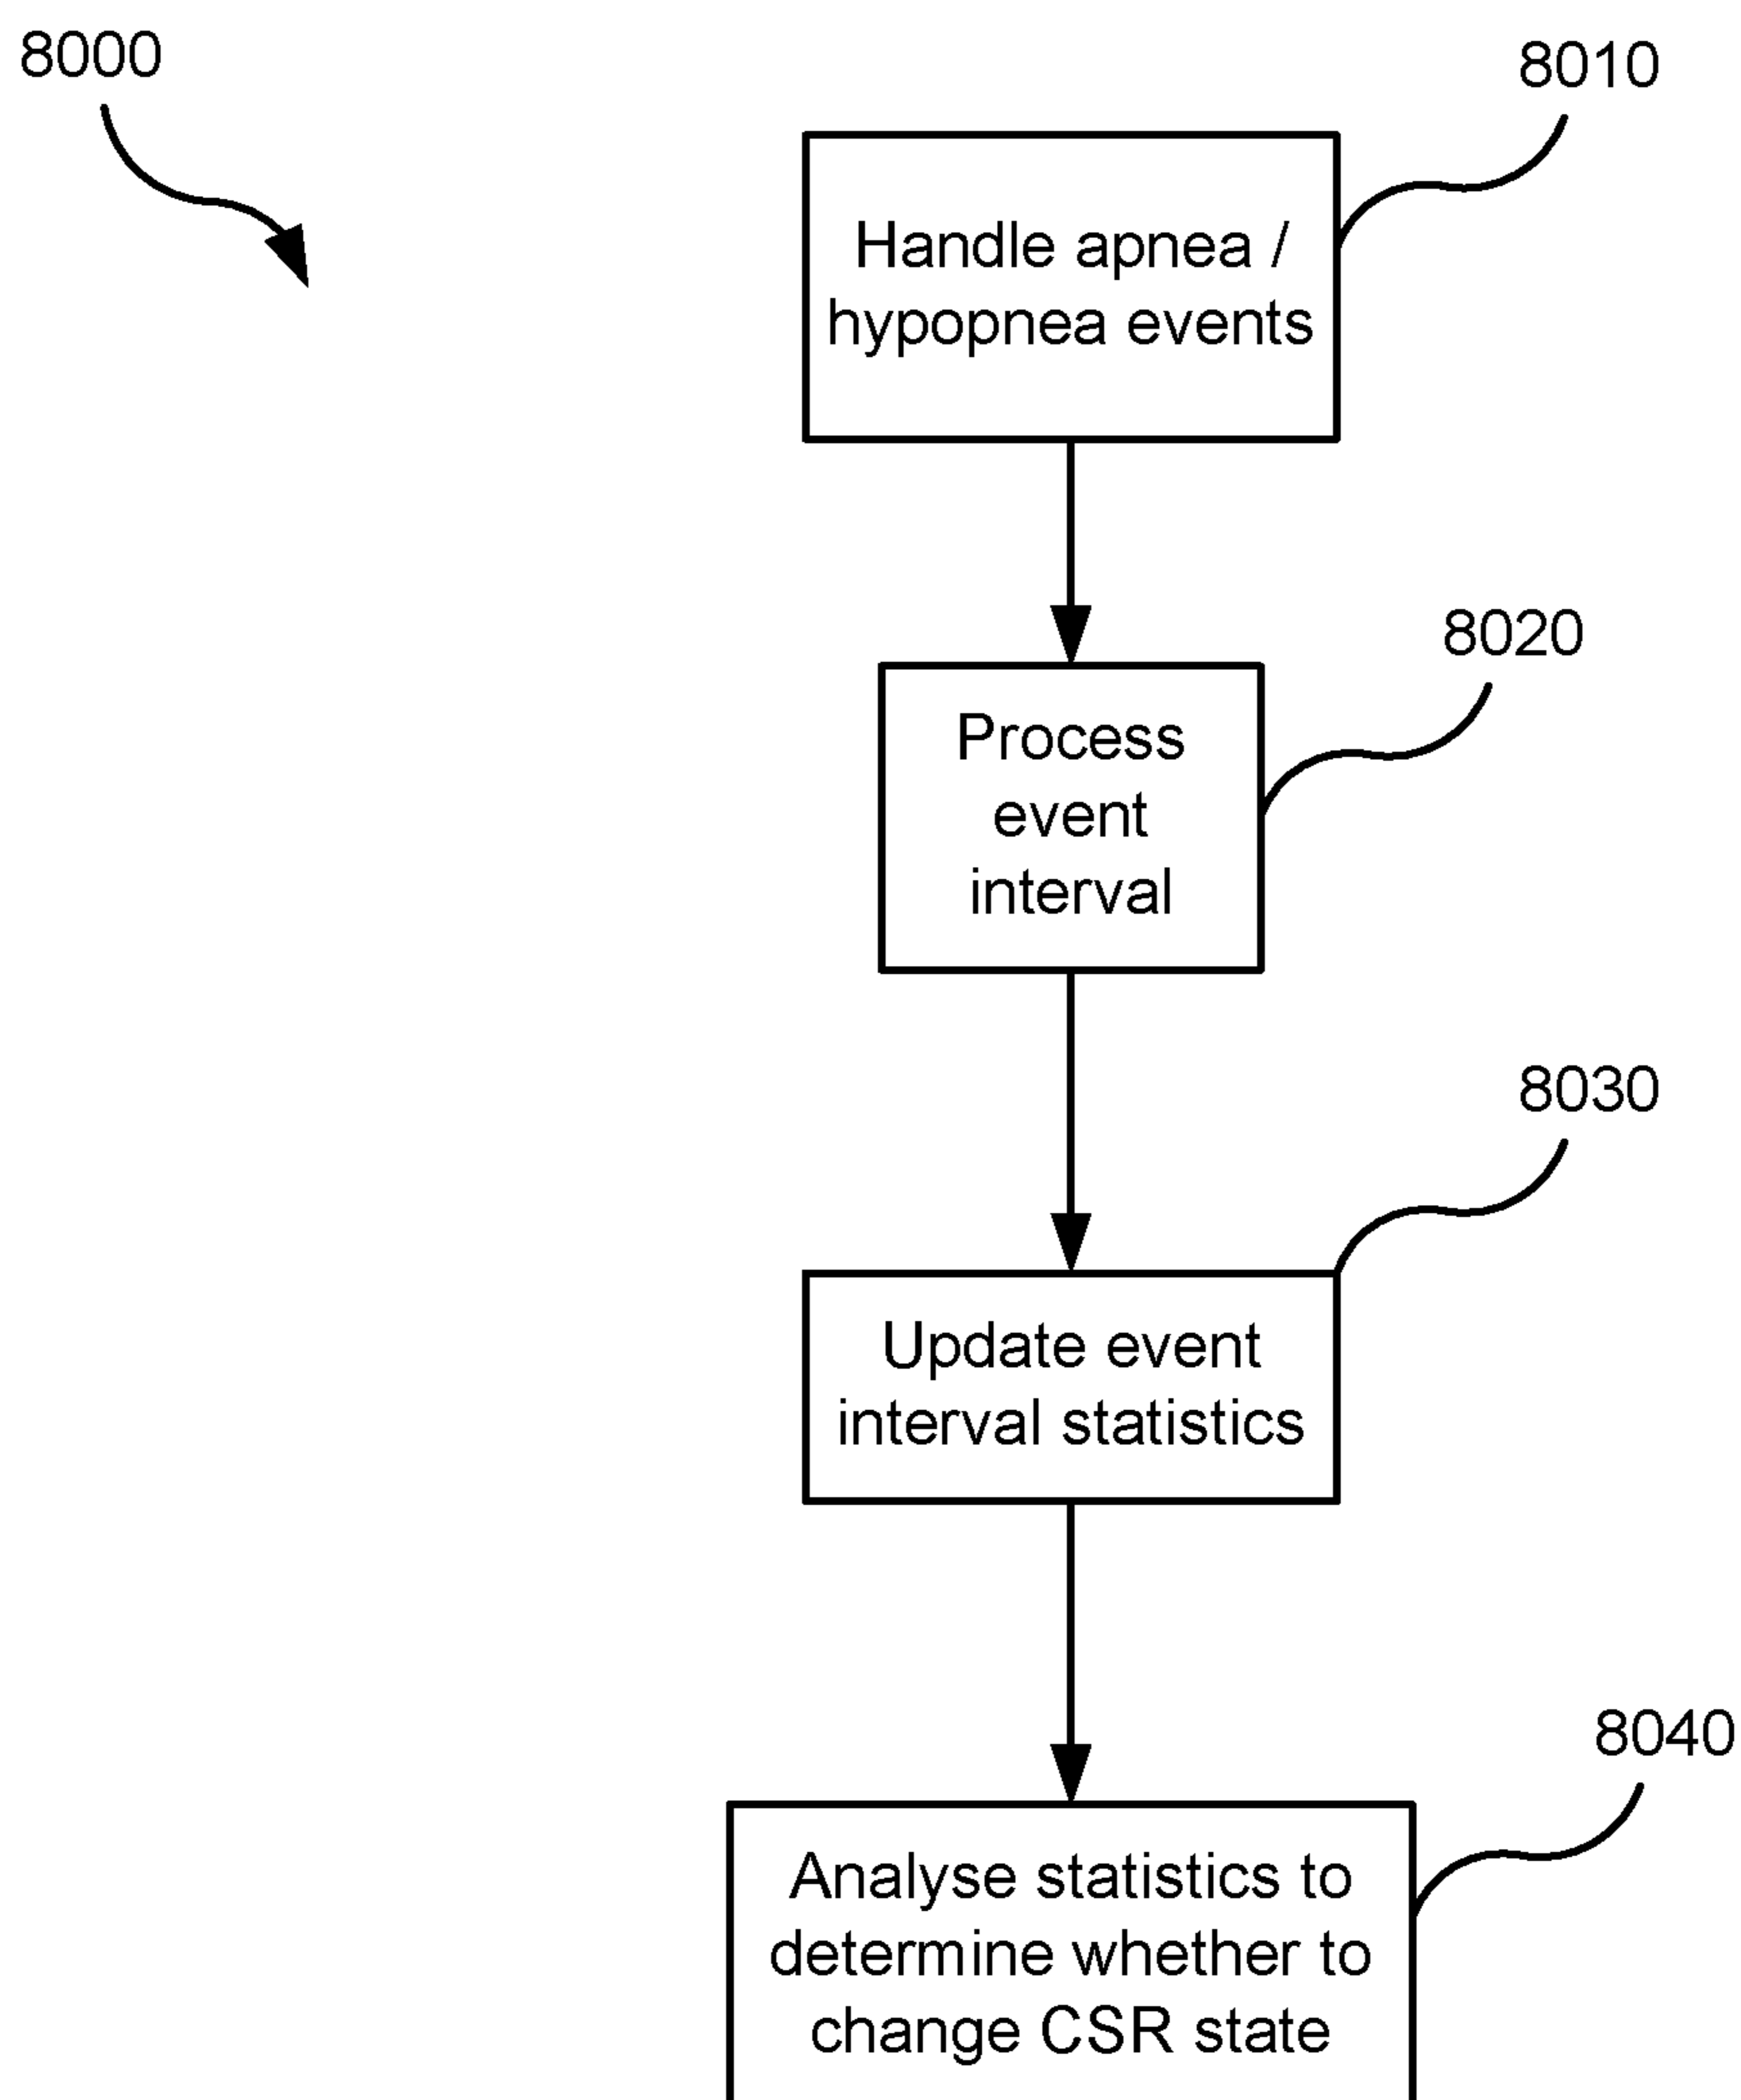 8000
8010
Handle apnea /
hypopnea events
8020
Process
event
interval
8030
Update event
interval statistics
8040
Analyse statistics to
determine whether to
change CSR state